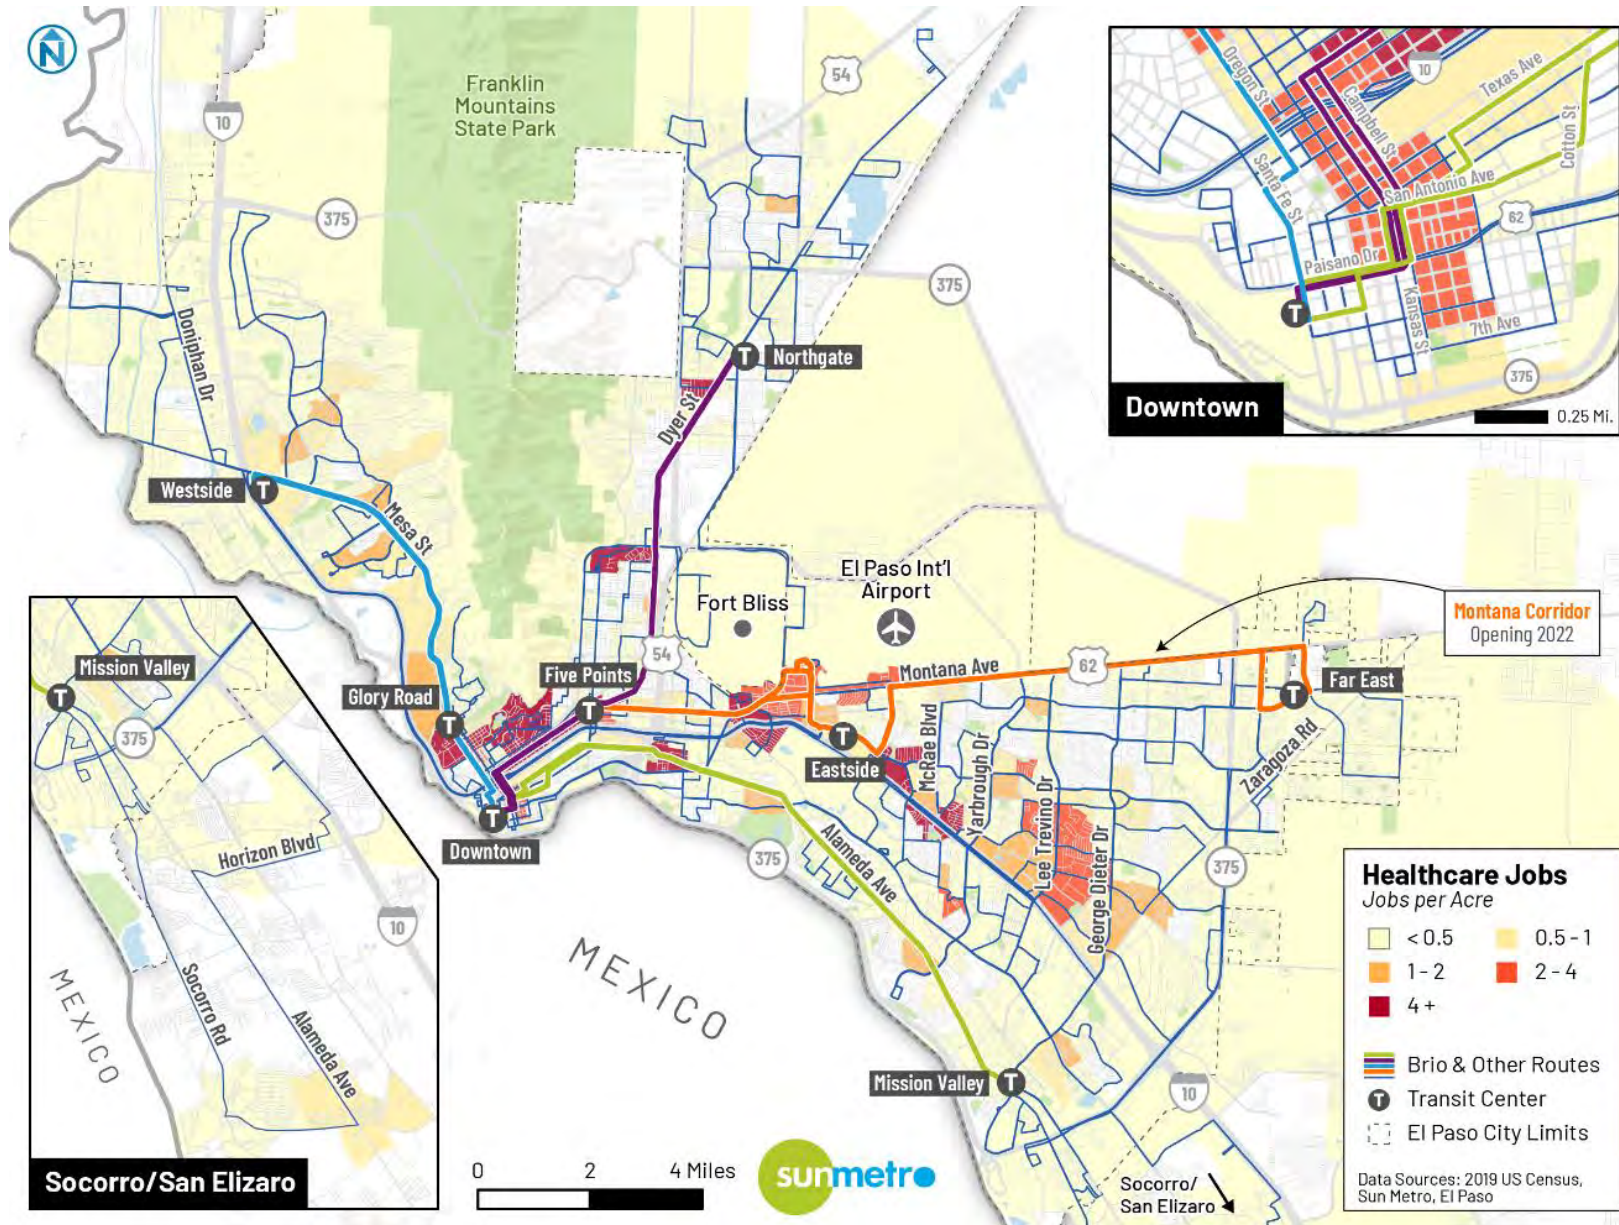 N
Franklin
Mountains
State Park
54
10
375
375
Doniphan Dr
Northgate
Dyer St
Westside
Mesa St
El Paso Int'l
Airport
Fort Bliss
54
Five Points
Glory Road
Montana Ave
62
Montana Corridor
Opening 2022
T
Far East
Eastside
McRae Blvd
Yarbrough Dr
Lee Trevino Dr
George Dieter Dr
Zaragoza Rd
Downtown
375
Alameda Ave
375
MEXICO
Mission Valley
10
Socorro/
San Elizaro
0 2 4 Miles
sunmetro
Oregon St
10
Texas Ave
Campbell St
Cotton St
Santa Fe St
San Antonio Ave
62
Paisano Dr
Kansas St
7th Ave
375
T
Downtown
0.25 Mi.
Mission Valley
T
375
Horizon Blvd
10
MEXICO
Socorro Rd
Alameda Ave
Socorro/San Elizaro
Healthcare Jobs
Jobs per Acre
< 0.5 0.5 - 1
1 - 2 2 - 4
4 +
Brio & Other Routes
T Transit Center
El Paso City Limits
Data Sources: 2019 US Census,
Sun Metro, El Paso